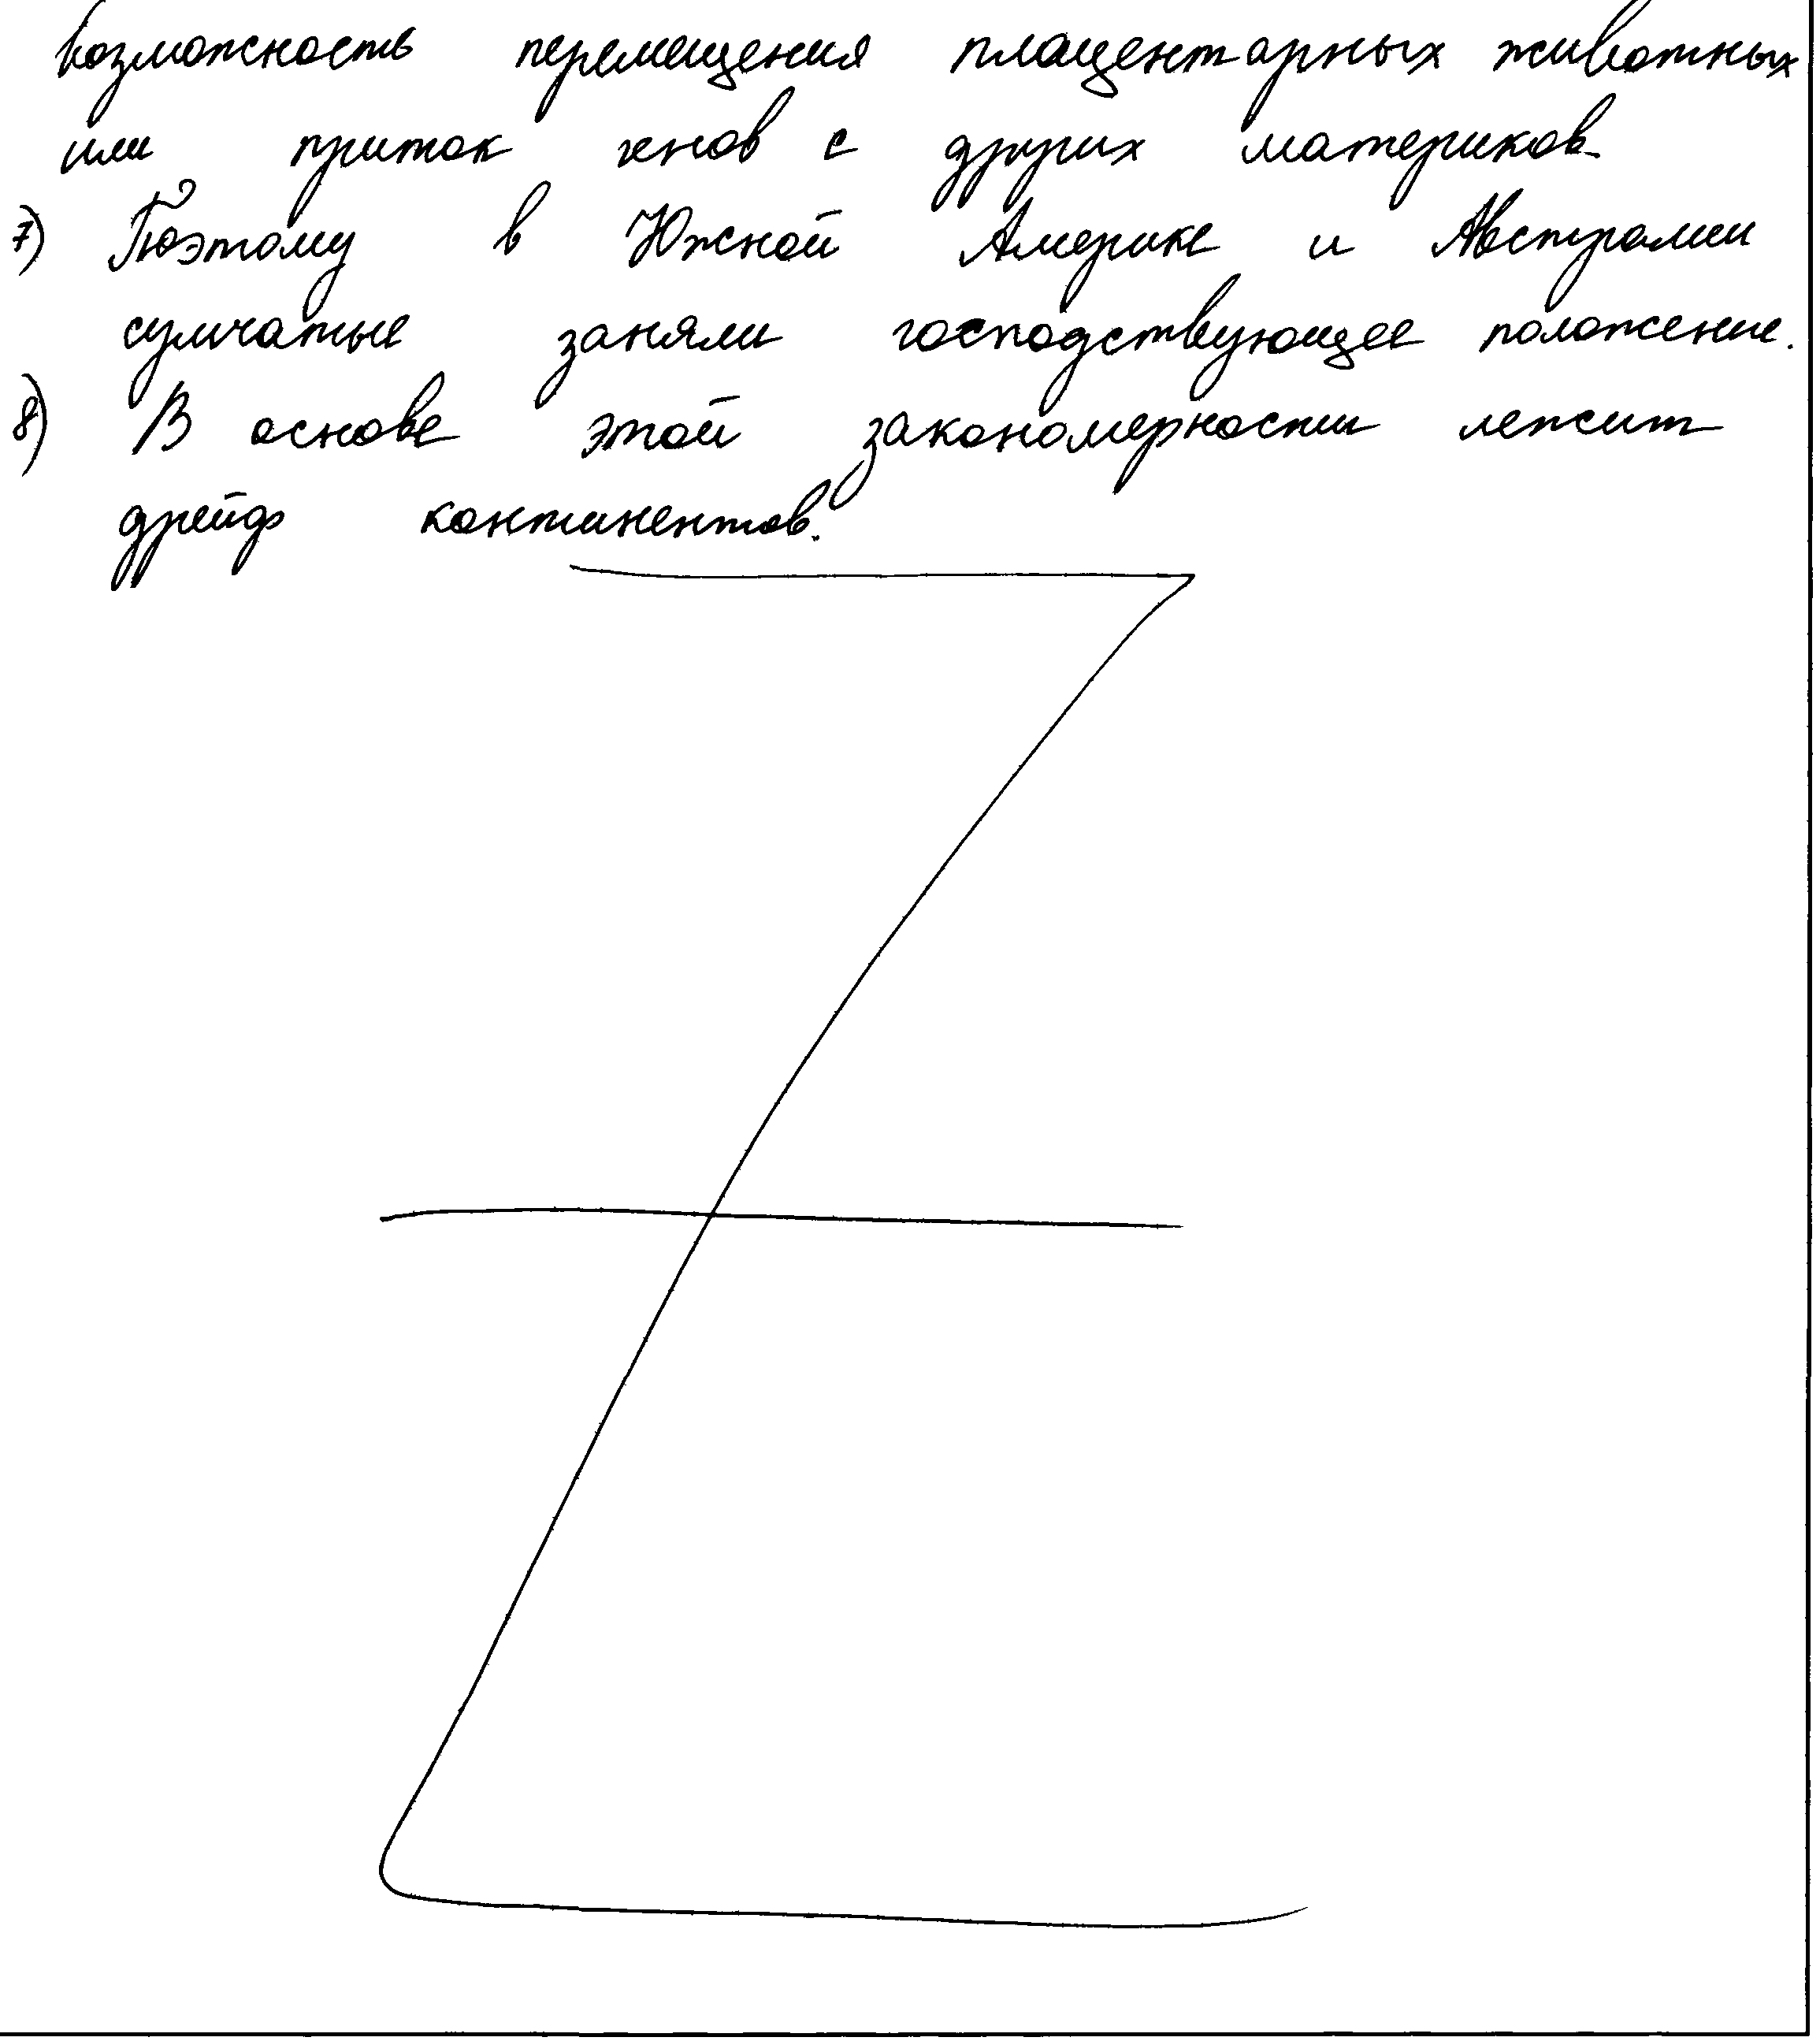 возможность перемещения плацентарных животных
или приток генов с других материков.
7) Поэтому в Южной Америке и Австралии
сумчатые заняли господствующее положение.
8) В основе этой закономерности лежит
дрейф континентов.